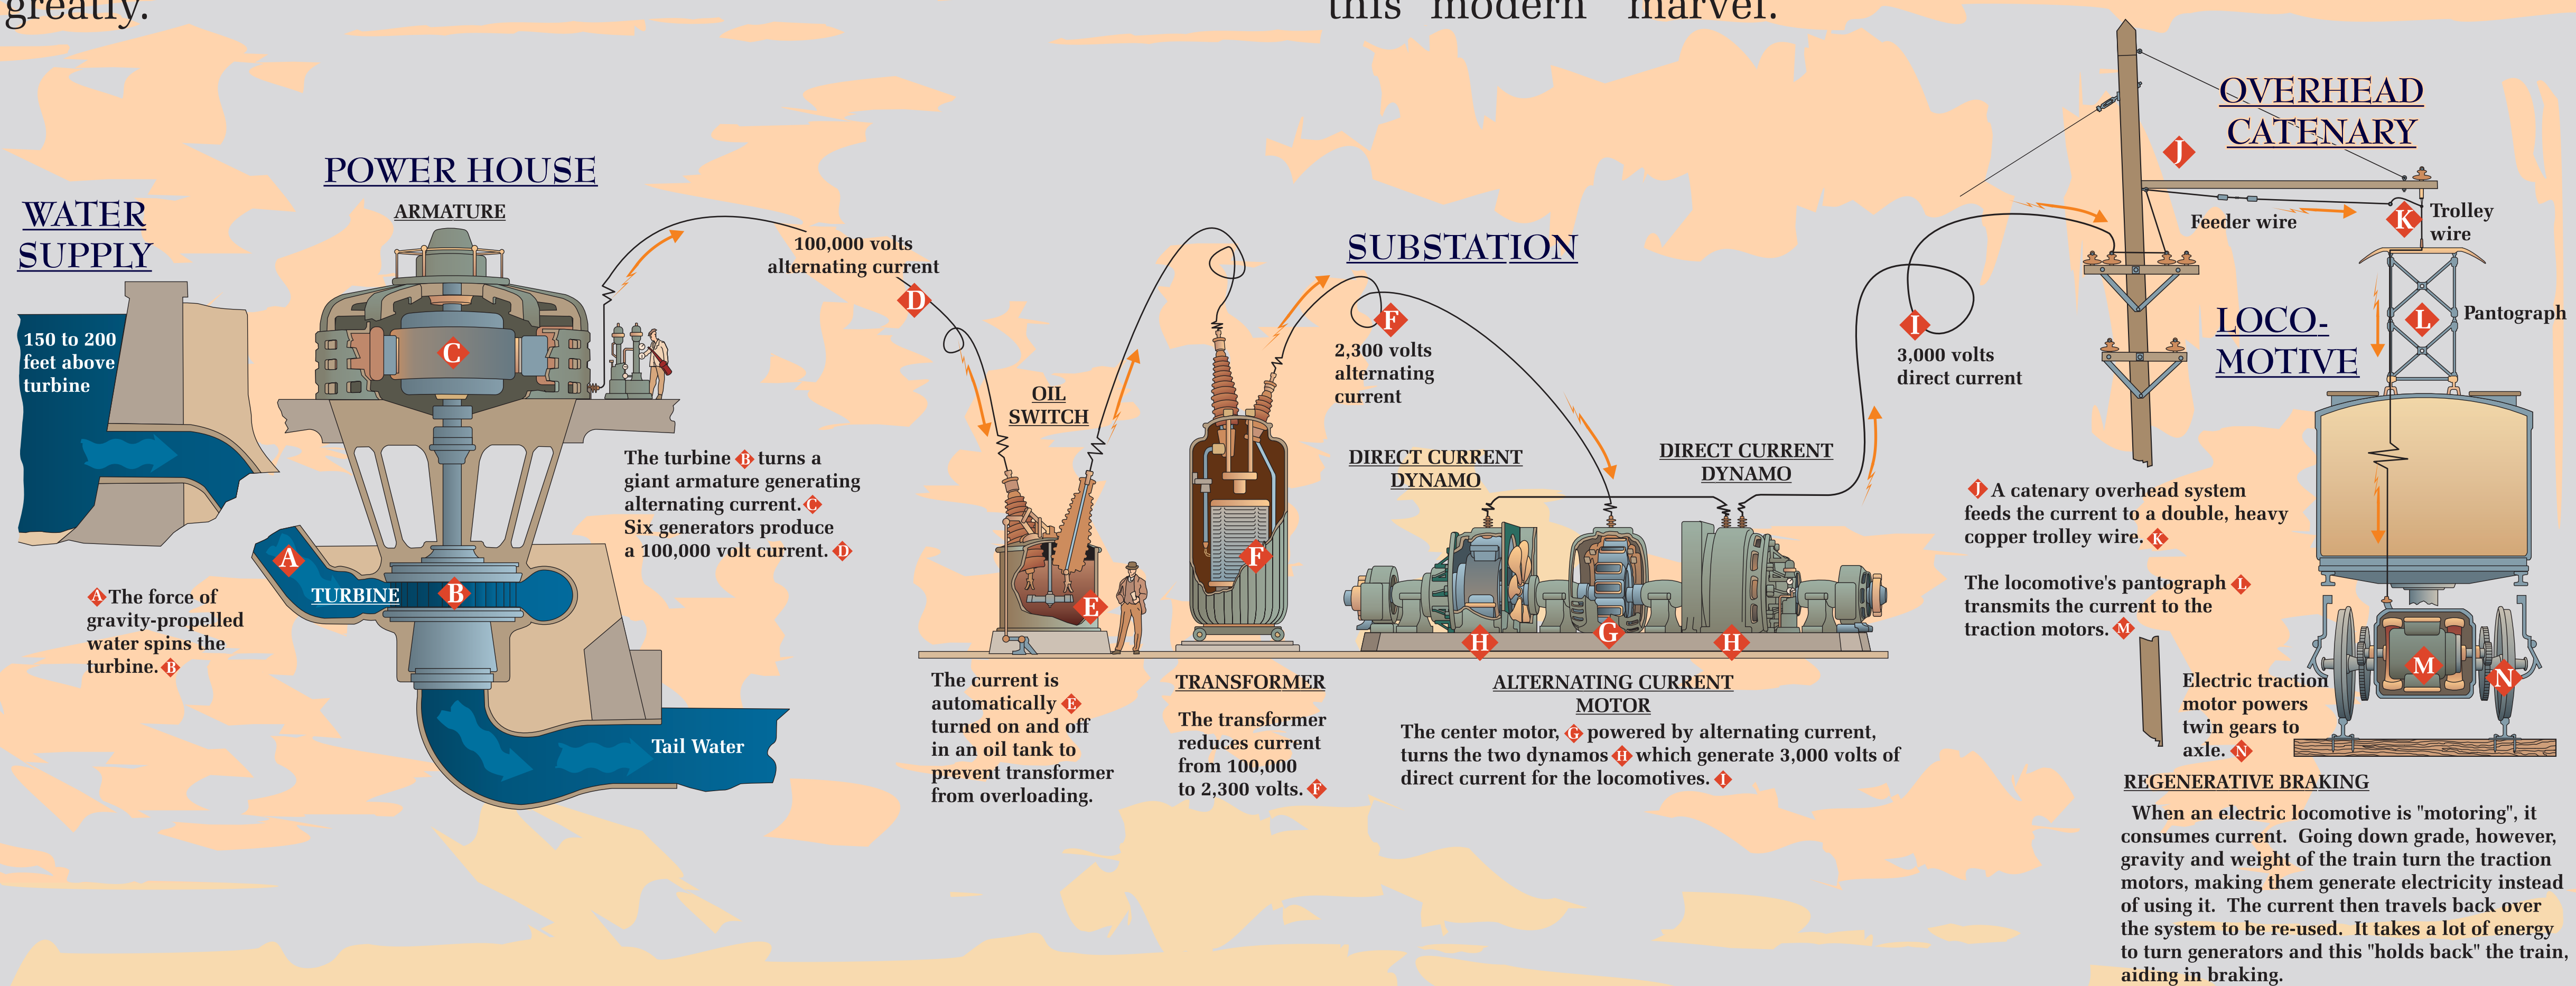 greatly.
this modern marvel.
WATER
SUPPLY
150 to 200
feet above
turbine
POWER HOUSE
ARMATURE
C
A
TURBINE
B
A The force of
gravity-propelled
water spins the
turbine. B
The turbine B turns a
giant armature generating
alternating current. C
Six generators produce
a 100,000 volt current. D
Tail Water
100,000 volts
alternating current
D
OIL
SWITCH
E
The current is
automatically E
turned on and off
in an oil tank to
prevent transformer
from overloading.
SUBSTATION
F
2,300 volts
alternating
current
F
TRANSFORMER
The transformer
reduces current
from 100,000
to 2,300 volts. F
DIRECT CURRENT
DYNAMO
DIRECT CURRENT
DYNAMO
H
G
H
ALTERNATING CURRENT
MOTOR
The center motor, G powered by alternating current,
turns the two dynamos H which generate 3,000 volts of
direct current for the locomotives. I
I
3,000 volts
direct current
OVERHEAD
CATENARY
J
Feeder wire
K
Trolley
wire
LOCO-
MOTIVE
L
Pantograph
J A catenary overhead system
feeds the current to a double, heavy
copper trolley wire. K
The locomotive's pantograph L
transmits the current to the
traction motors. M
M
N
Electric traction
motor powers
twin gears to
axle. N
REGENERATIVE BRAKING
When an electric locomotive is "motoring", it
consumes current. Going down grade, however,
gravity and weight of the train turn the traction
motors, making them generate electricity instead
of using it. The current then travels back over
the system to be re-used. It takes a lot of energy
to turn generators and this "holds back" the train,
aiding in braking.